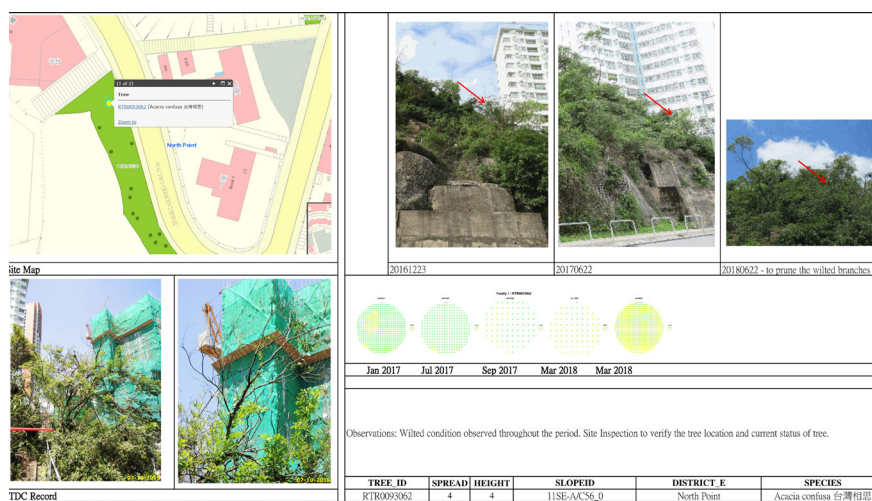 (1 of 2)
Tree
RTR0093062 (Acacia confusa 台灣相思)
Zoom to
North Point
Site Map
20161223
20170622
20180622 - to prune the wilted branches
Family 1 - RTR0093062
Jan 2017
Jul 2017
Sep 2017
Mar 2018
Mar 2018
Observations: Wilted condition observed throughout the period. Site Inspection to verify the tree location and current status of tree.
TDC Record
TREE_ID SPREAD HEIGHT SLOPEID DISTRICT_E SPECIES
RTR0093062 4 4 11SE-A/C56_0 North Point Acacia confusa 台灣相思